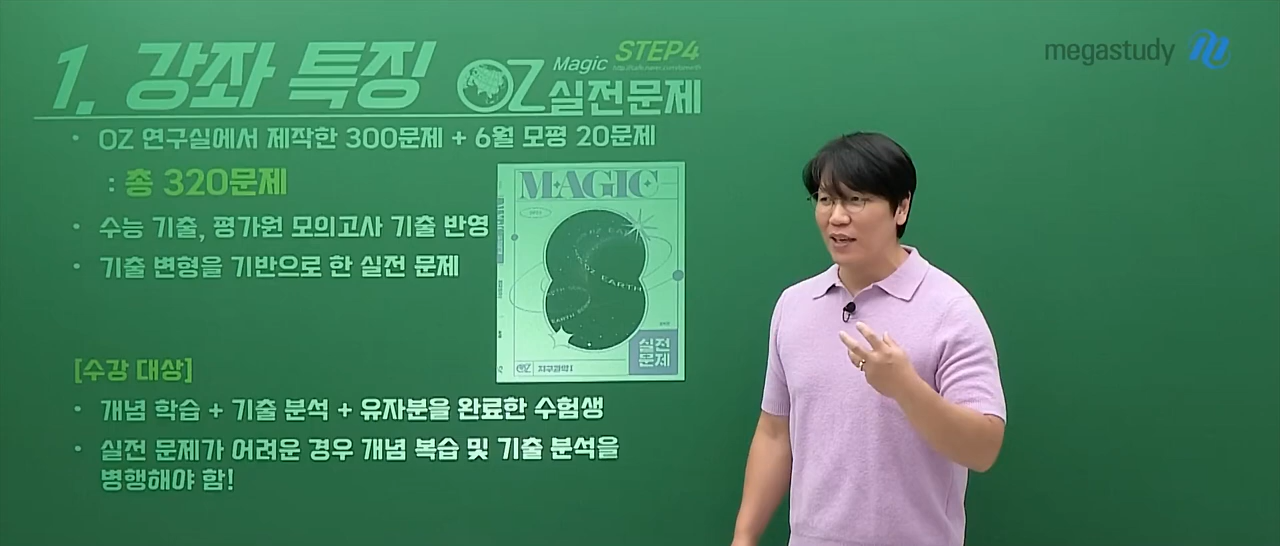 1. 강좌 특징 OZ Magic STEP4
실전문제
• OZ 연구실에서 제작한 300문제 + 6월 모평 20문제
: 총 320문제
• 수능 기출, 평가원 모의고사 기출 반영
• 기출 변형을 기반으로 한 실전 문제
[수강 대상]
• 개념 학습 + 기출 분석 + 유자분을 완료한 수험생
• 실전 문제가 어려운 경우 개념 복습 및 기출 분석을
병행해야 함!
MAGIC
EARTH
실전
문제
OZ 지구과학 I
megastudy